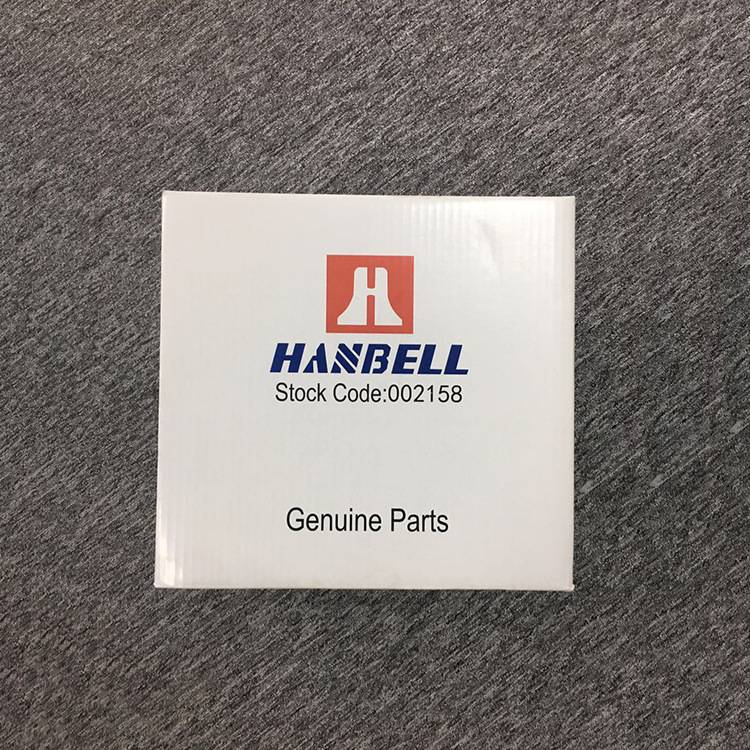 H
HANBELL
Stock Code:002158
Genuine Parts